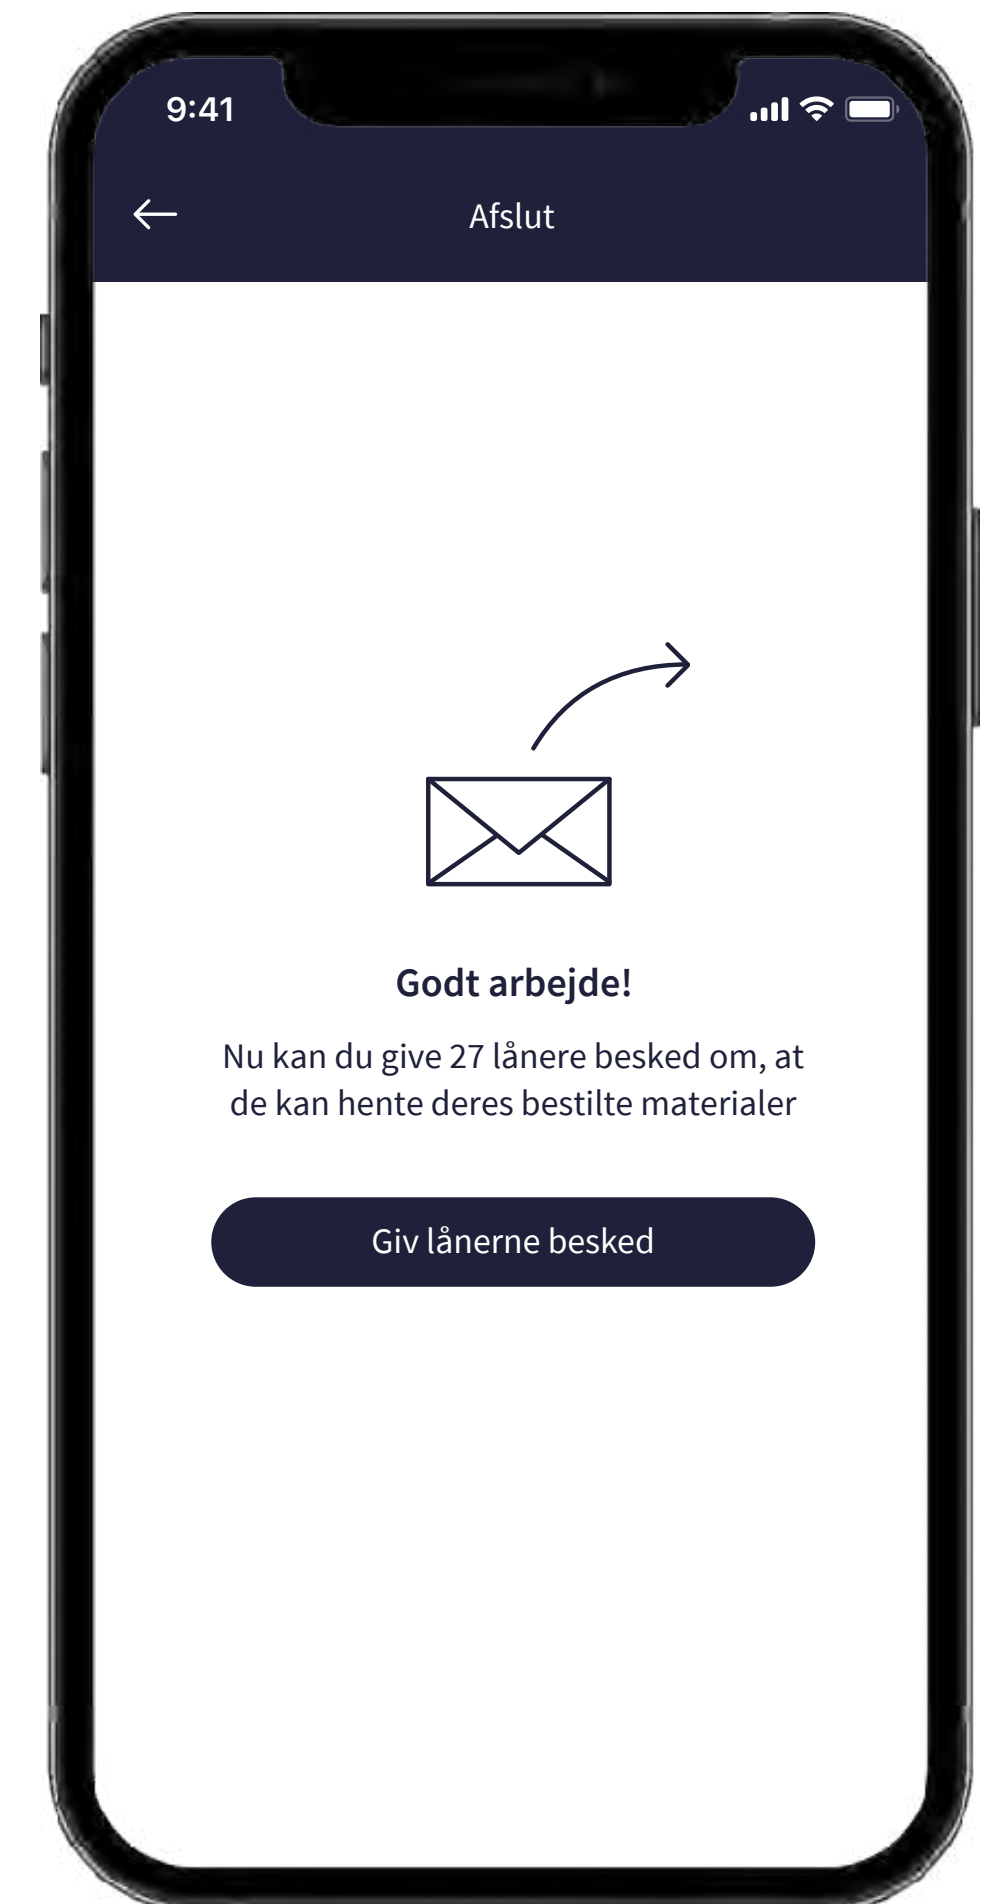 9:41
Afslut
Godt arbejde!
Nu kan du give 27 lånere besked om, at
de kan hente deres bestilte materialer
Giv lånerne besked